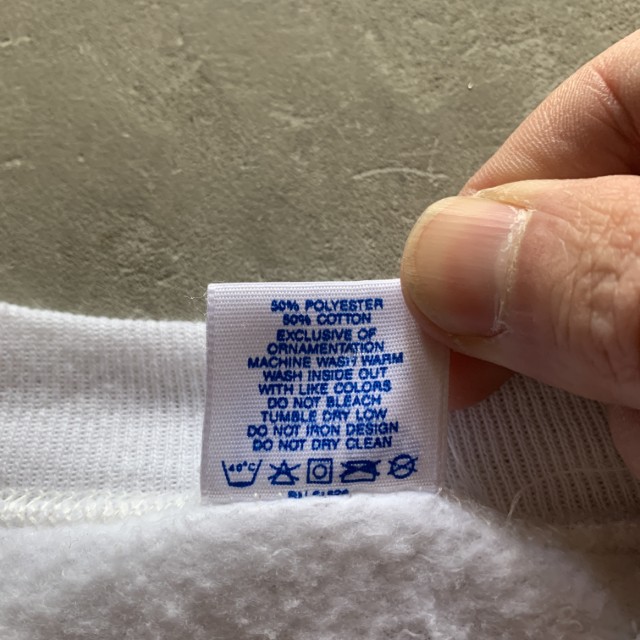 50% POLYESTER
50% COTTON
EXCLUSIVE OF
ORNAMENTATION
MACHINE WASH WARM
WASH INSIDE OUT
WITH LIKE COLORS
DO NOT BLEACH
TUMBLE DRY LOW
DO NOT IRON DESIGN
DO NOT DRY CLEAN
40°C